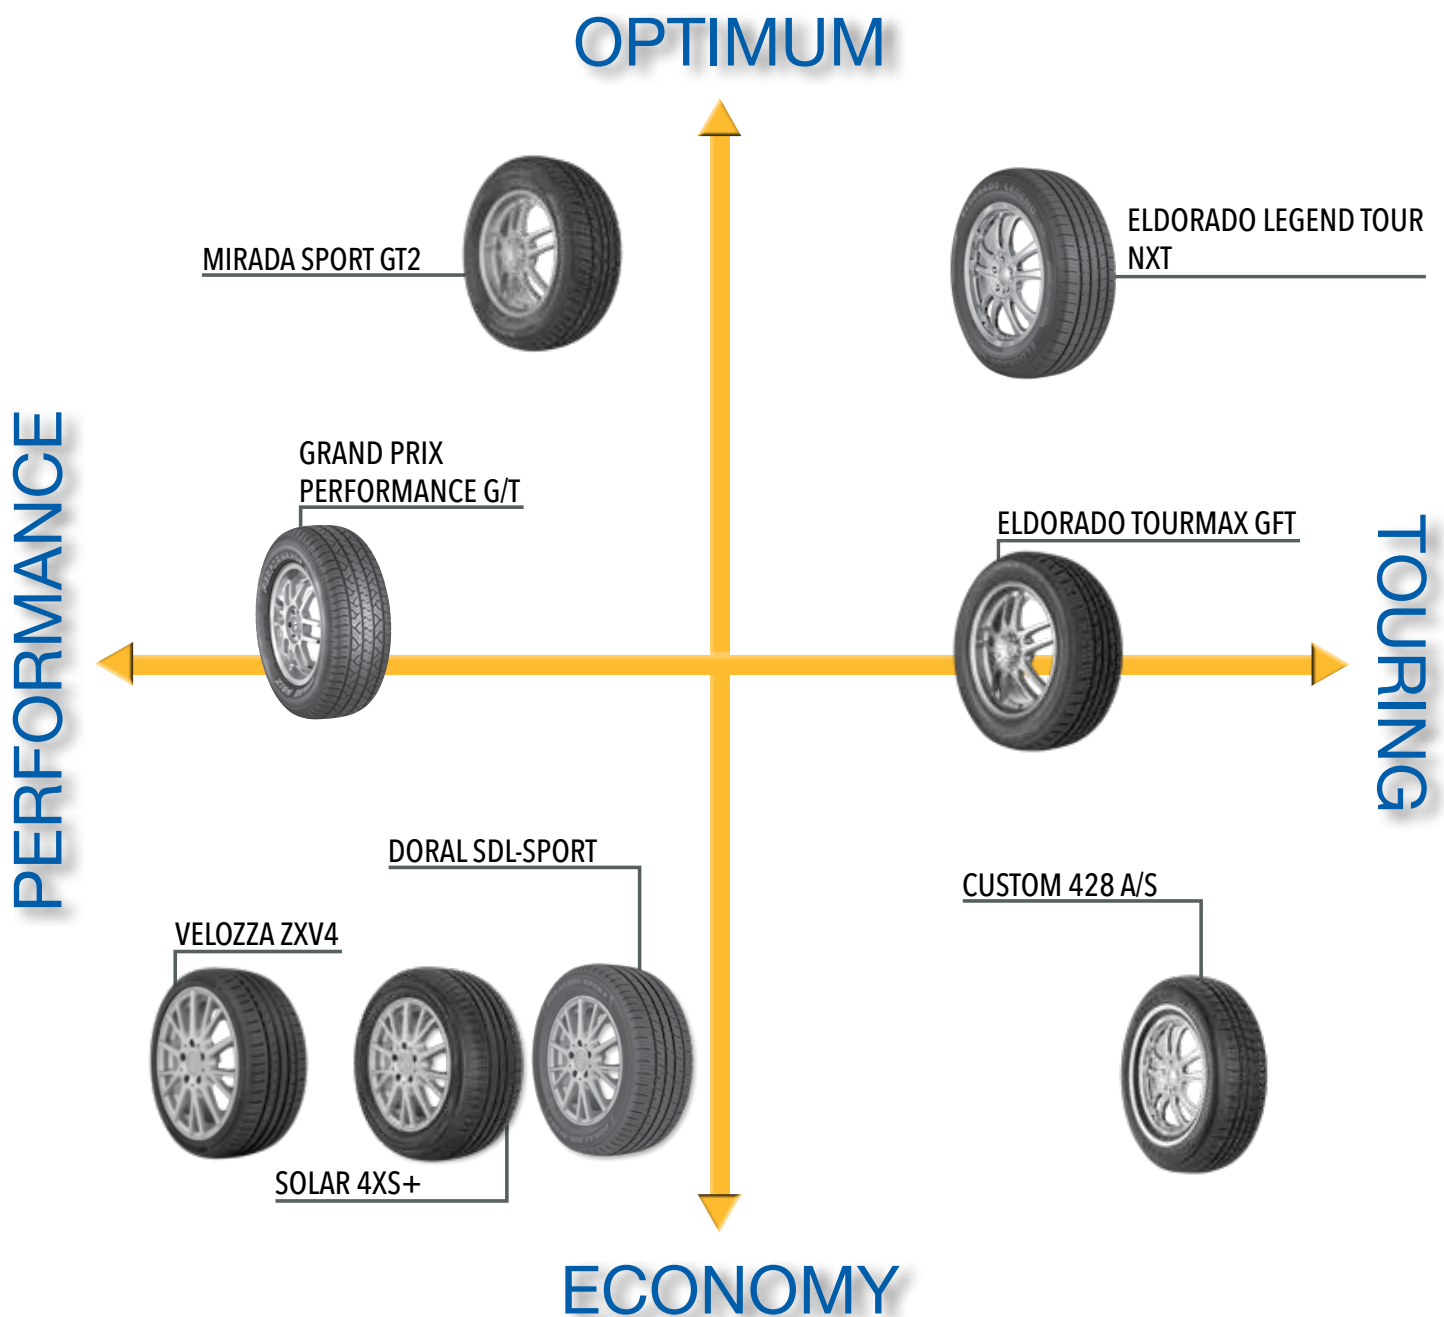 OPTIMUM
MIRADA SPORT GT2
ELDORADO LEGEND TOUR
NXT
PERFORMANCE
GRAND PRIX
PERFORMANCE G/T
ELDORADO TOURMAX GFT
TOURING
DORAL SDL-SPORT
CUSTOM 428 A/S
VELOZZA ZXV4
SOLAR 4XS+
ECONOMY